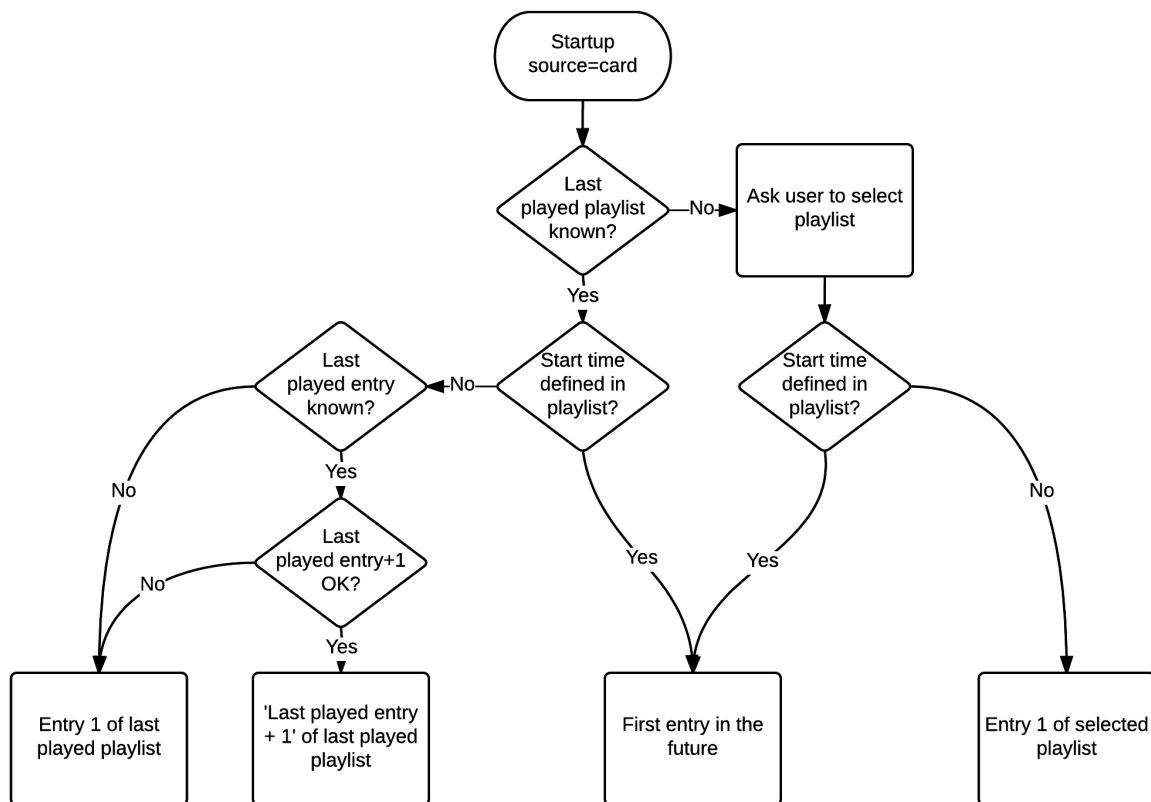 Startup
source=card
Last
played playlist
known?
No
Ask user to select
playlist
Yes
Last
played entry
known?
No
Start time
defined in
playlist?
Start time
defined in
playlist?
Yes
No
No
Last
played entry+1
OK?
Yes
Yes
No
Yes
Entry 1 of last
played playlist
'Last played entry
+ 1' of last played
playlist
First entry in the
future
Entry 1 of selected
playlist